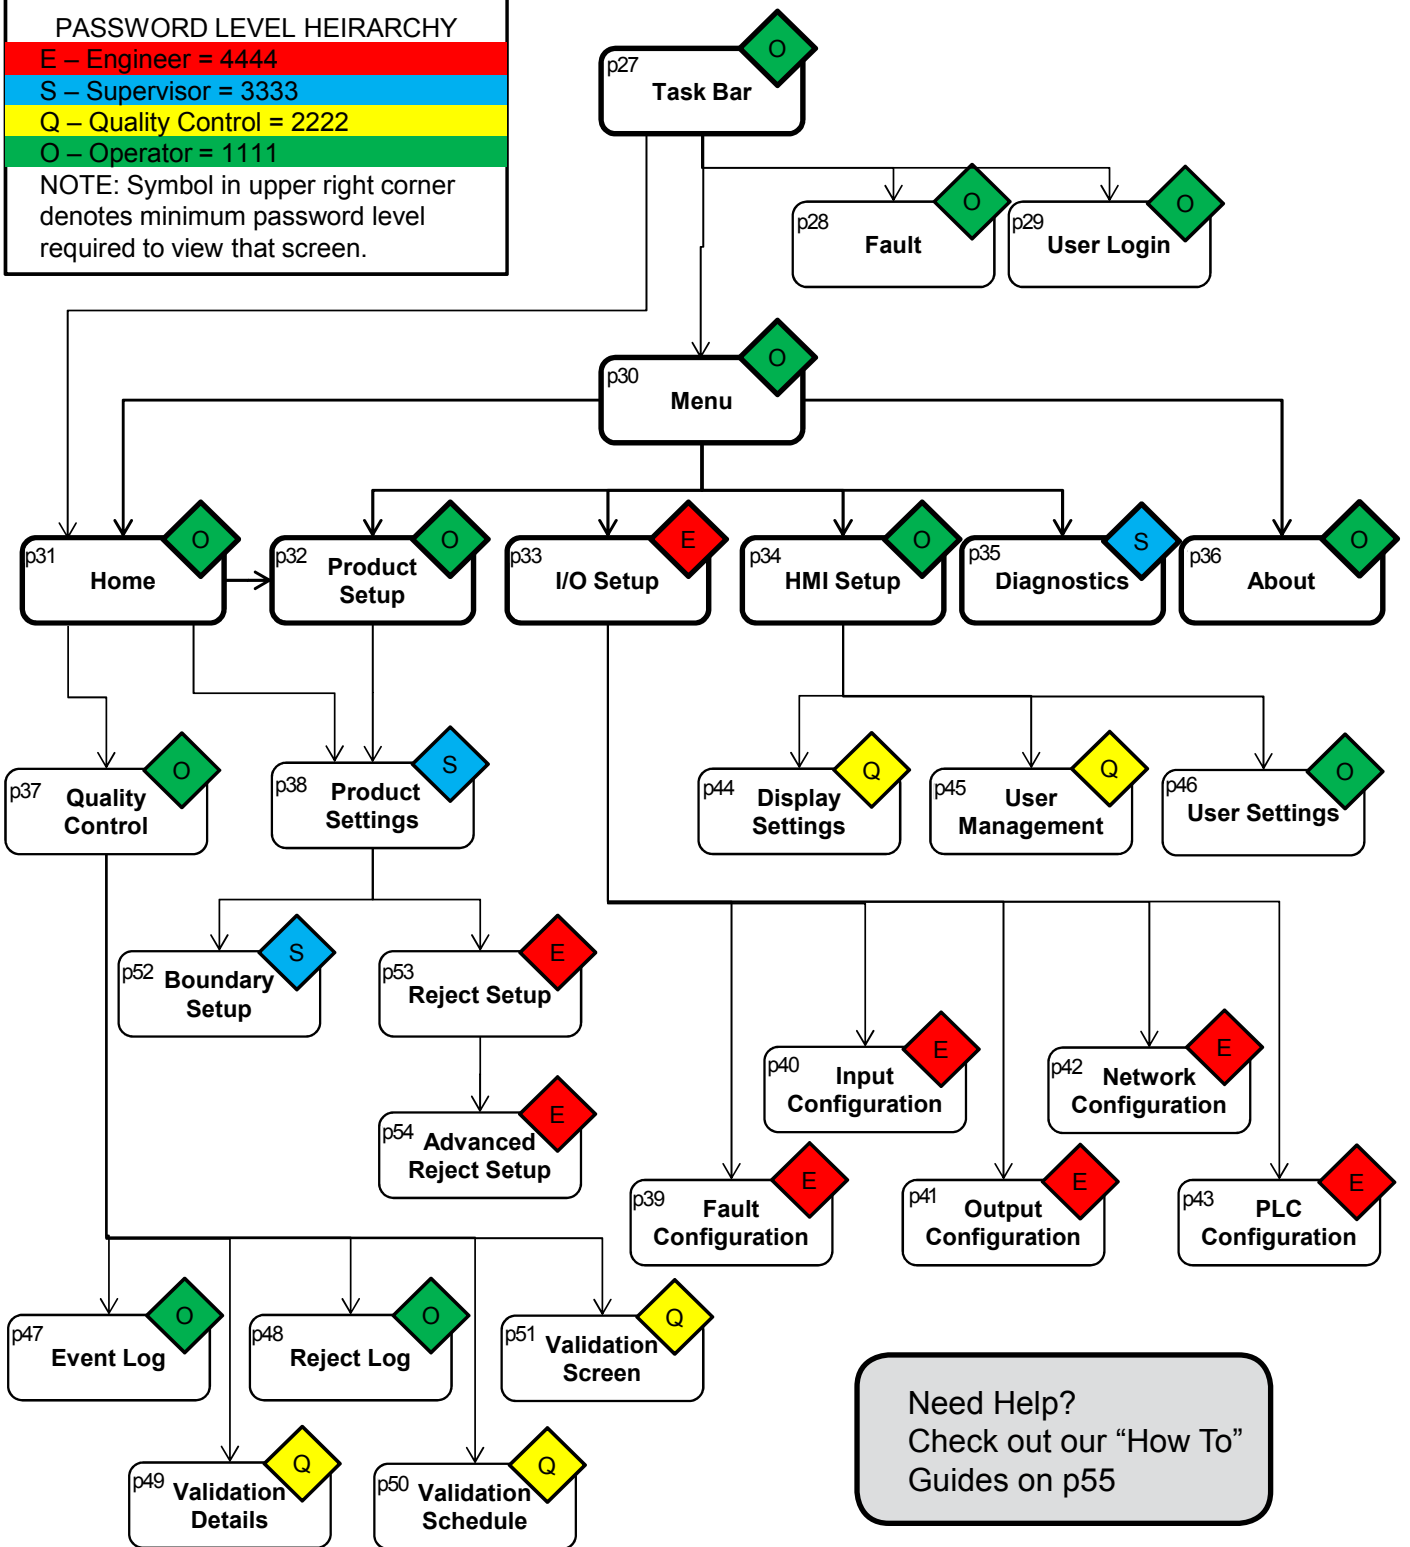 PASSWORD LEVEL HEIRARCHY
E – Engineer = 4444
S – Supervisor = 3333
Q – Quality Control = 2222
O – Operator = 1111
NOTE: Symbol in upper right corner
denotes minimum password level
required to view that screen.
O
p27
Task Bar
O
p28
Fault
O
p29
User Login
O
p30
Menu
O
p31
Home
O
p32
Product
Setup
E
p33
I/O Setup
O
p34
HMI Setup
S
p35
Diagnostics
O
p36
About
O
p37
Quality
Control
S
p38
Product
Settings
Q
p44
Display
Settings
Q
p45
User
Management
O
p46
User Settings
S
p52
Boundary
Setup
E
p53
Reject Setup
E
p40
Input
Configuration
E
p42
Network
Configuration
E
p54
Advanced
Reject Setup
E
p39
Fault
Configuration
E
p41
Output
Configuration
E
p43
PLC
Configuration
O
p47
Event Log
O
p48
Reject Log
Q
p51
Validation
Screen
Q
p49
Validation
Details
Q
p50
Validation
Schedule
Need Help?
Check out our “How To”
Guides on p55